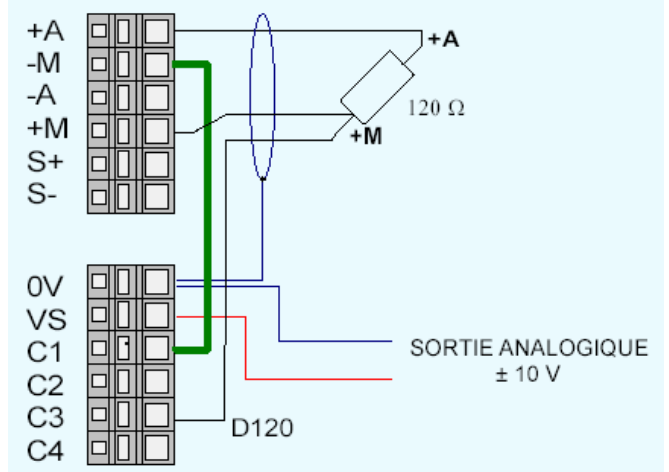 +A
-M
-A
+M
S+
S-
+A
120 Ω
+M
0V
VS
C1
C2
C3
C4
D120
SORTIE ANALOGIQUE
± 10 V